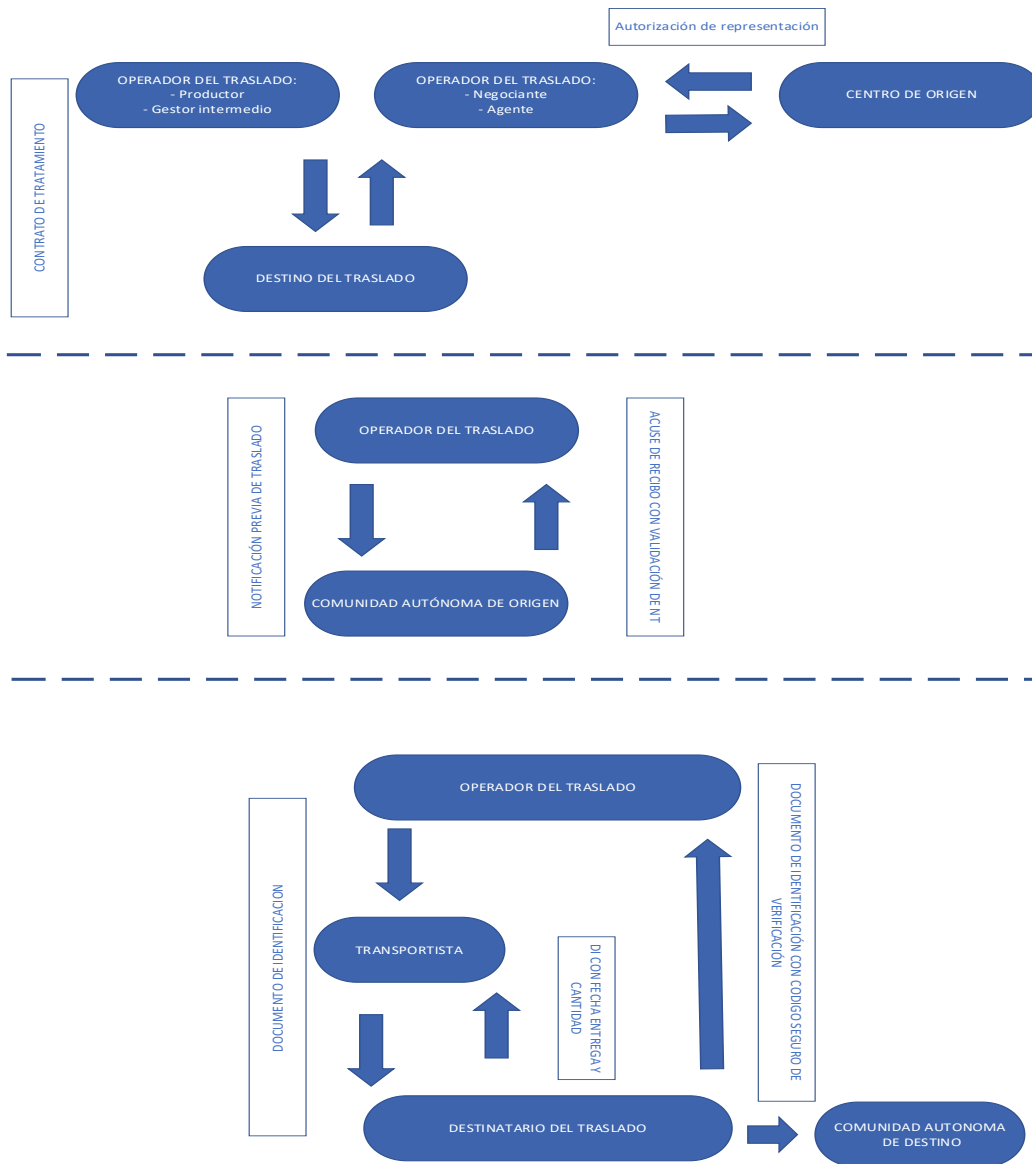 Autorización de representación
OPERADOR DEL TRASLADO:
- Productor
- Gestor intermedio
OPERADOR DEL TRASLADO:
- Negociante
- Agente
CENTRO DE ORIGEN
CONTRATO DE TRATAMIENTO
DESTINO DEL TRASLADO
NOTIFICACIÓN PREVIA DE TRASLADO
OPERADOR DEL TRASLADO
ACUSE DE RECIBO CON VALIDACIÓN DE NT
COMUNIDAD AUTÓNOMA DE ORIGEN
OPERADOR DEL TRASLADO
DOCUMENTO DE IDENTIFICACION
DOCUMENTO DE IDENTIFICACIÓN CON CODIGO SEGURO DE
VERIFICACIÓN
TRANSPORTISTA
DI CON FECHA ENTREGA Y
CANTIDAD
DESTINATARIO DEL TRASLADO
COMUNIDAD AUTONOMA
DE DESTINO